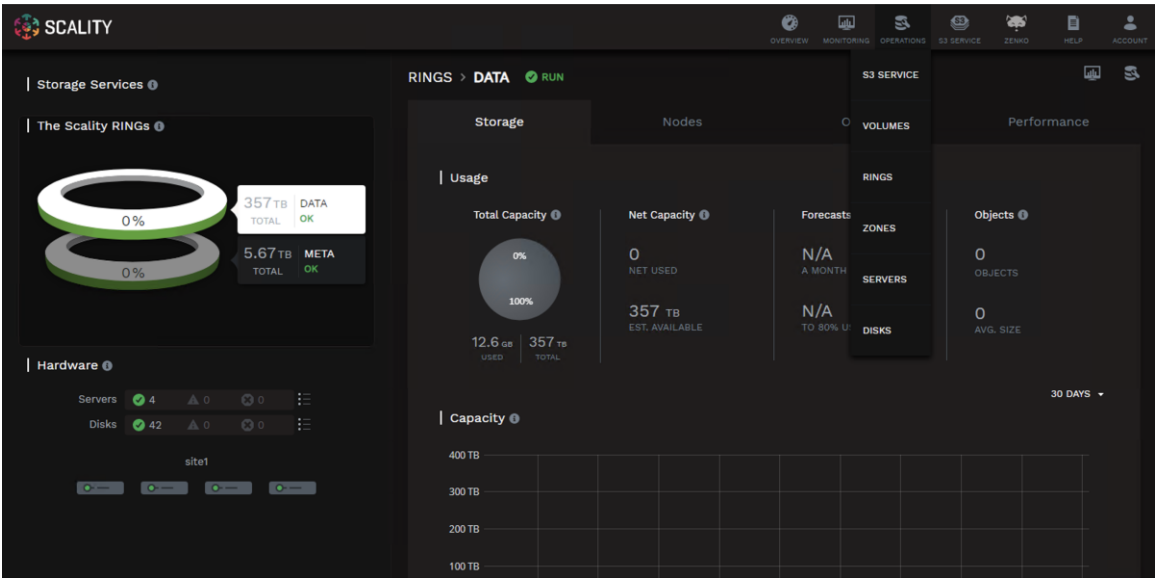 SCALITY
OVERVIEW MONITORING OPERATIONS S3 SERVICE ZENKO HELP ACCOUNT
S3 SERVICE
VOLUMES
RINGS
ZONES
SERVERS
DISKS
Storage Services
The Scality RINGs
0%
357 TB TOTAL DATA OK
0%
5.67 TB TOTAL META OK
Hardware
Servers 4 0 0
Disks 42 0 0
site1
RINGS > DATA RUN
Storage Nodes O Performance
Usage
Total Capacity
0%
100%
12.6 GB USED 357 TB TOTAL
Net Capacity
0
NET USED
357 TB
EST. AVAILABLE
Forecasts
N/A
A MONTH
N/A
TO 80% U
Objects
0
OBJECTS
0
AVG. SIZE
30 DAYS
Capacity
400 TB
300 TB
200 TB
100 TB